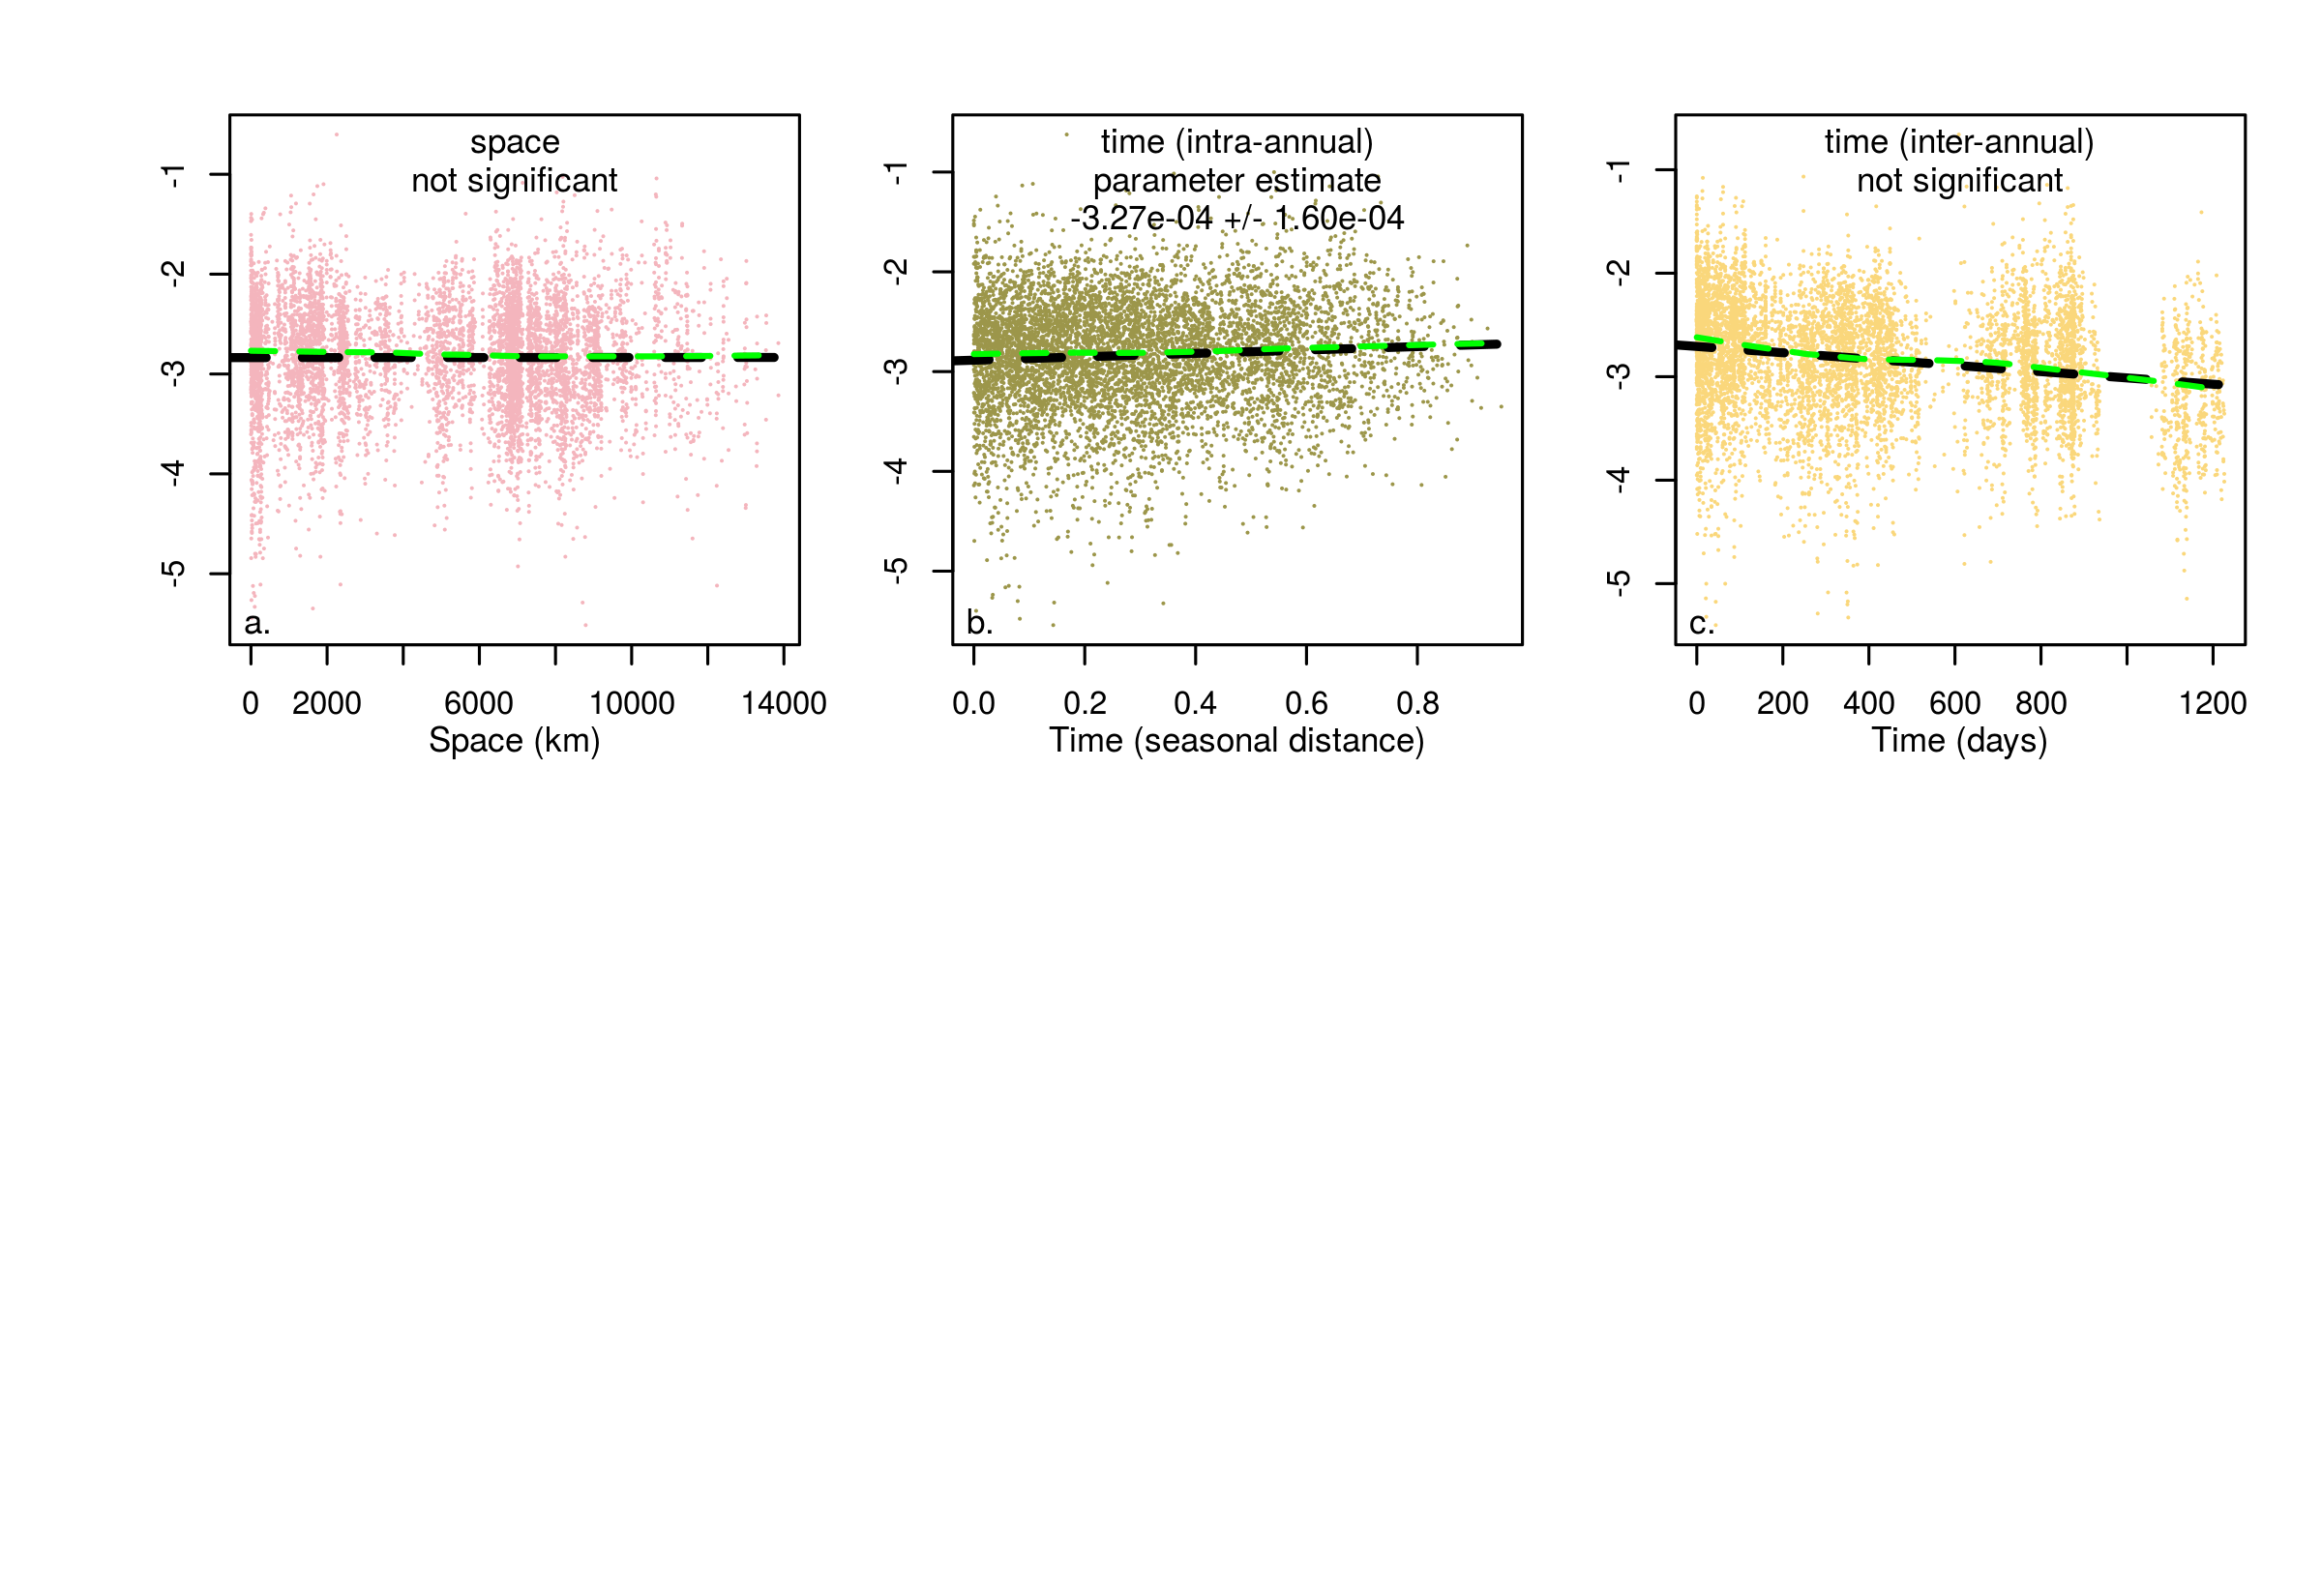 space
not significant
-1
-2
-3
-4
-5
a.
0 2000 6000 10000 14000
Space (km)
time (intra-annual)
parameter estimate
-3.27e-04 +/- 1.60e-04
-1
-2
-3
-4
-5
b.
0.0 0.2 0.4 0.6 0.8
Time (seasonal distance)
time (inter-annual)
not significant
-1
-2
-3
-4
-5
c.
0 200 400 600 800 1200
Time (days)